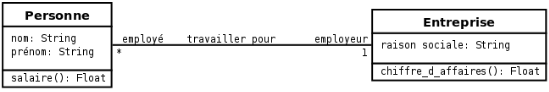 Personne
nom: String
prénom: String
salaire(): Float
employé travailler pour employeur
* 1
Entreprise
raison sociale: String
chiffre_d_affaires(): Float